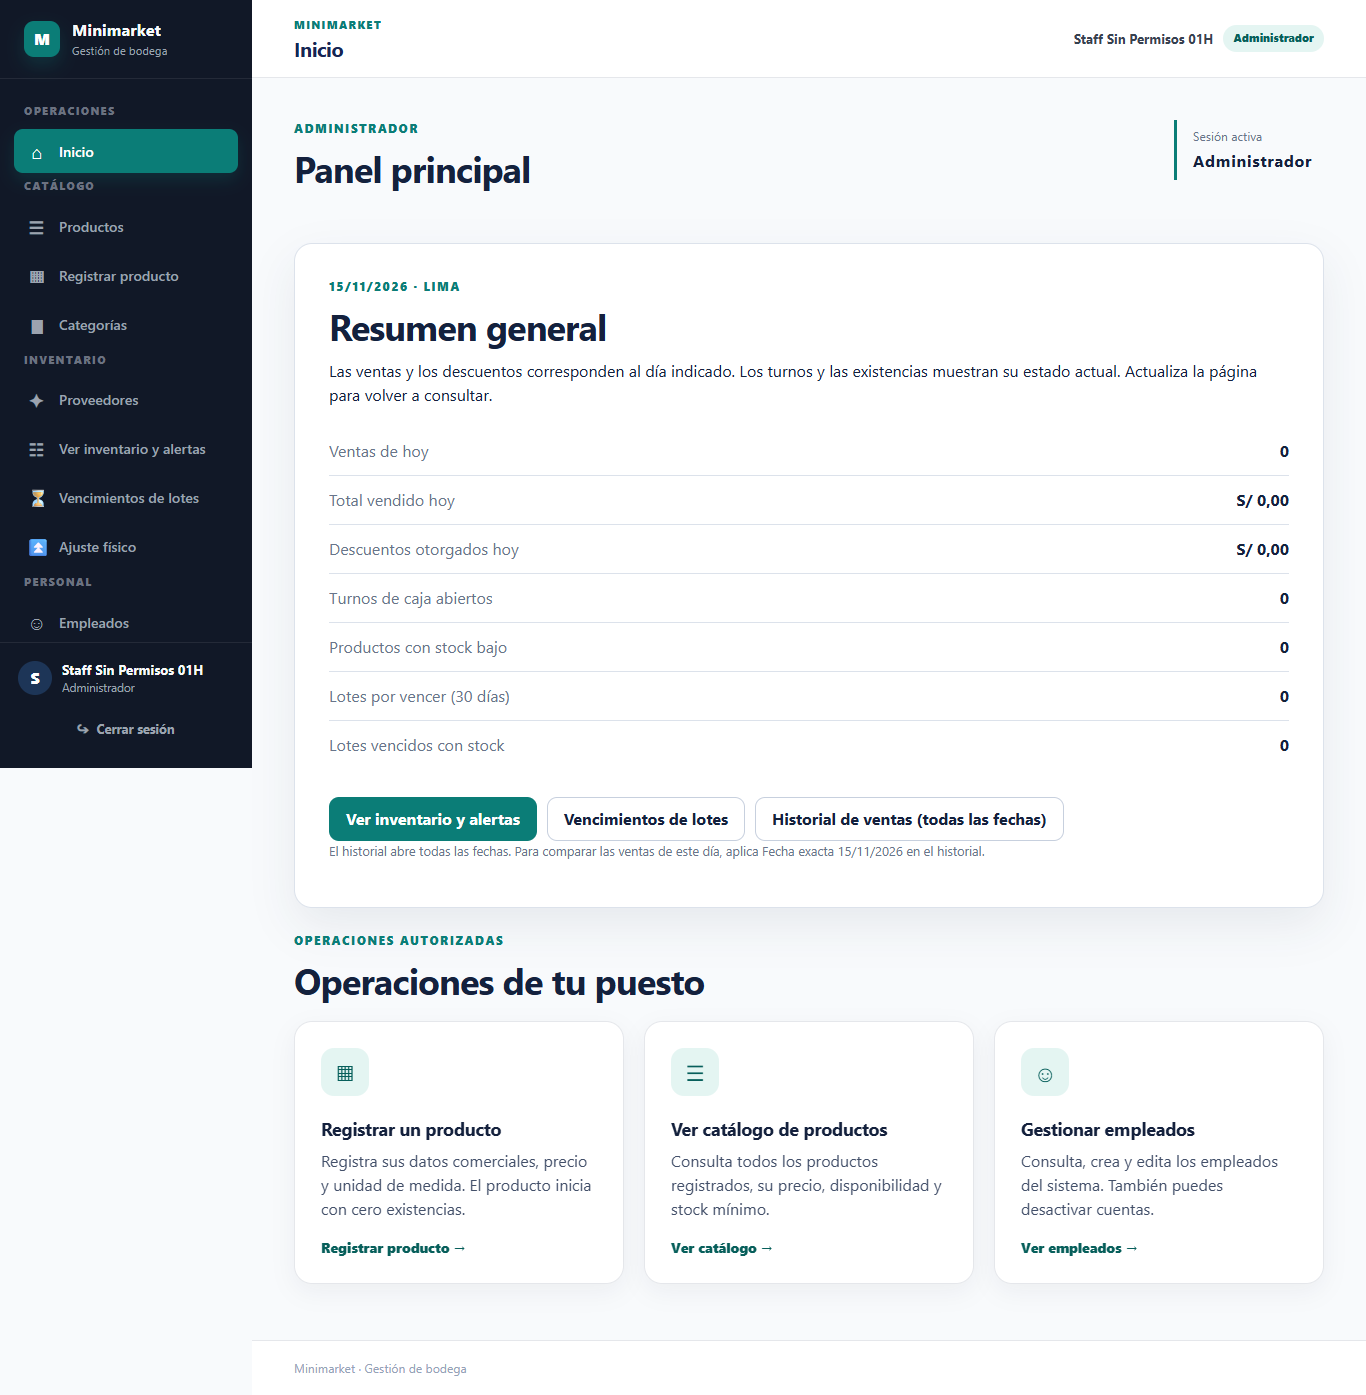 M
Minimarket
Gestión de bodega
OPERACIONES
Inicio
CATÁLOGO
Productos
Registrar producto
Categorías
INVENTARIO
Proveedores
Ver inventario y alertas
Vencimientos de lotes
Ajuste físico
PERSONAL
Empleados
S
Staff Sin Permisos 01H
Administrador
Cerrar sesión
MINIMARKET
Inicio
Staff Sin Permisos 01H
Administrador
ADMINISTRADOR
Panel principal
Sesión activa
Administrador
15/11/2026 · LIMA
Resumen general
Las ventas y los descuentos corresponden al día indicado. Los turnos y las existencias muestran su estado actual. Actualiza la página
para volver a consultar.
Ventas de hoy 0
Total vendido hoy S/ 0,00
Descuentos otorgados hoy S/ 0,00
Turnos de caja abiertos 0
Productos con stock bajo 0
Lotes por vencer (30 días) 0
Lotes vencidos con stock 0
Ver inventario y alertas
Vencimientos de lotes
Historial de ventas (todas las fechas)
El historial abre todas las fechas. Para comparar las ventas de este día, aplica Fecha exacta 15/11/2026 en el historial.
OPERACIONES AUTORIZADAS
Operaciones de tu puesto
Registrar un producto
Registra sus datos comerciales, precio
y unidad de medida. El producto inicia
con cero existencias.
Registrar producto →
Ver catálogo de productos
Consulta todos los productos
registrados, su precio, disponibilidad y
stock mínimo.
Ver catálogo →
Gestionar empleados
Consulta, crea y edita los empleados
del sistema. También puedes
desactivar cuentas.
Ver empleados →
Minimarket · Gestión de bodega